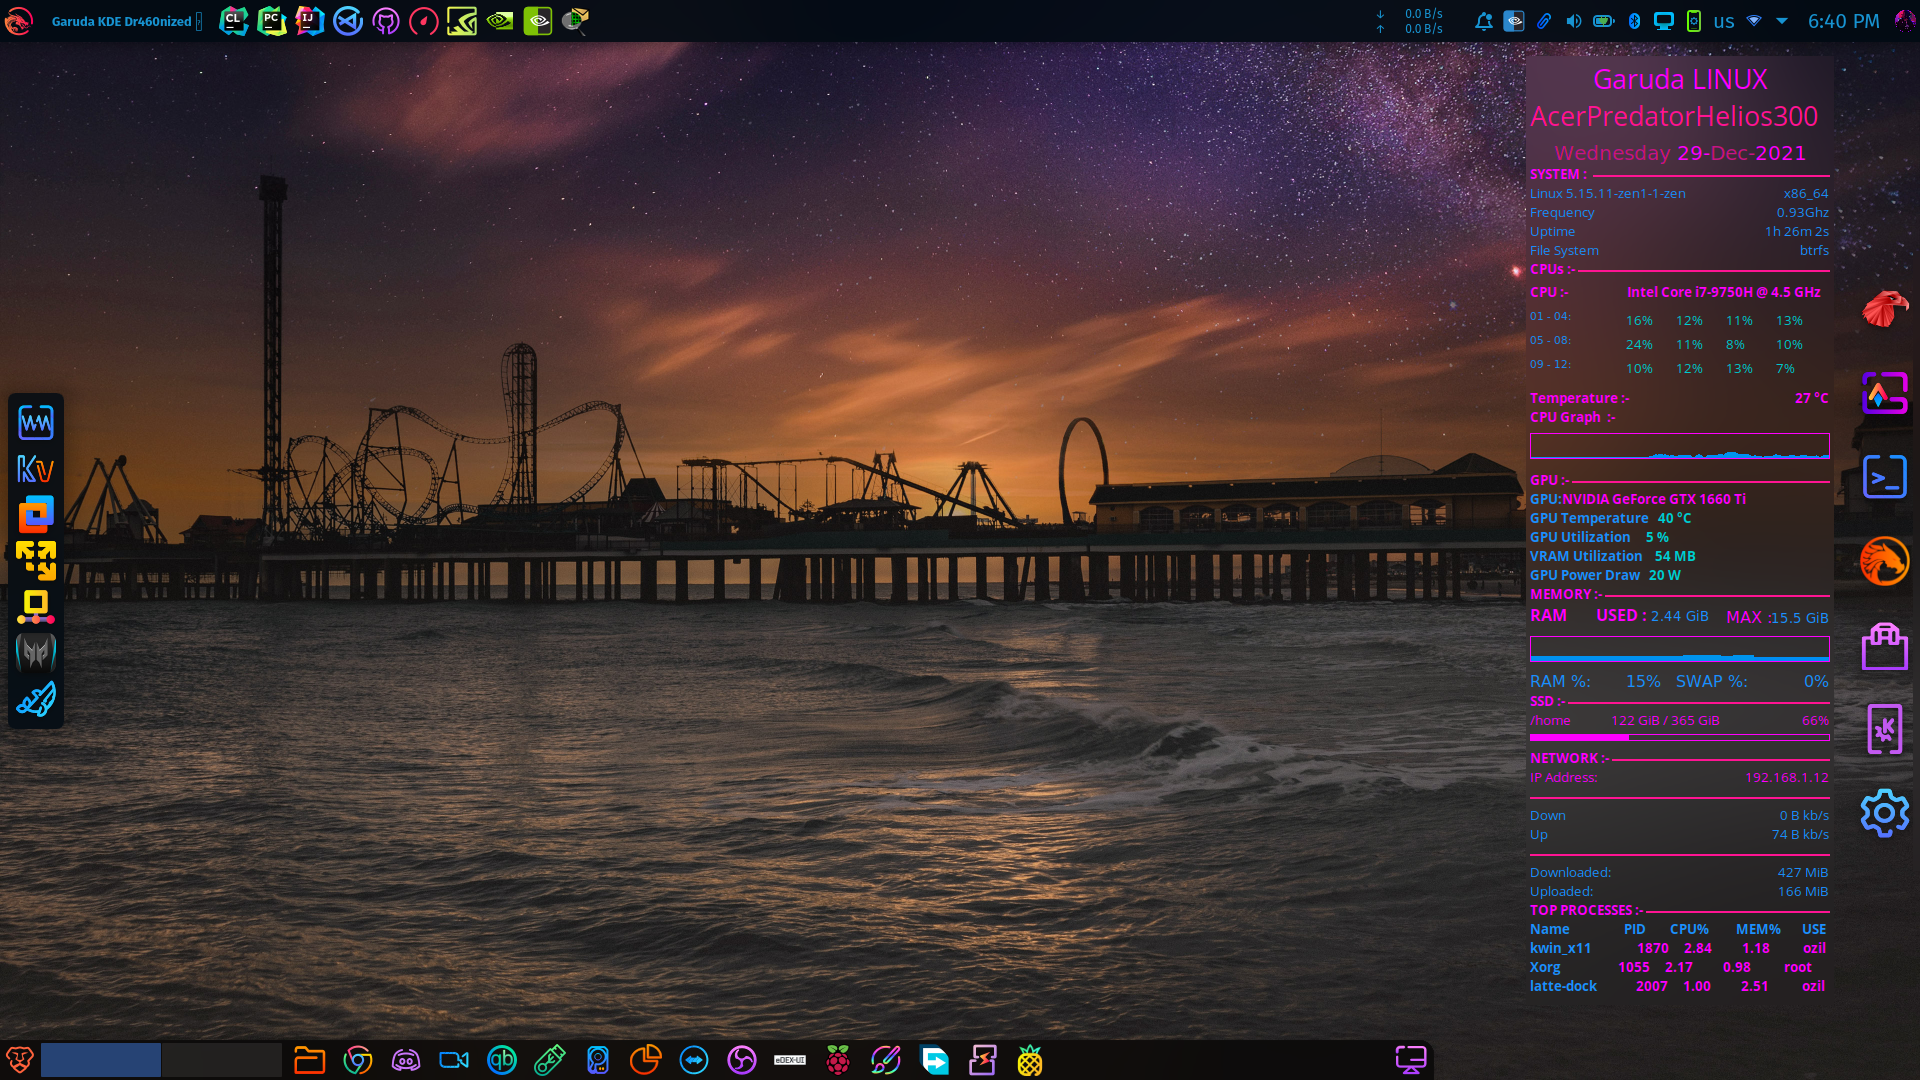 Garuda KDE Dr460nized
CL
PC
IJ
0.0 B/s
0.0 B/s
us
6:40 PM
Garuda LINUX
AcerPredatorHelios300
Wednesday 29-Dec-2021
SYSTEM :
Linux 5.15.11-zen1-1-zen x86_64
Frequency 0.93Ghz
Uptime 1h 26m 2s
File System btrfs
CPUs :-
CPU :- Intel Core i7-9750H @ 4.5 GHz
01 - 04: 16% 12% 11% 13%
05 - 08: 24% 11% 8% 10%
09 - 12: 10% 12% 13% 7%
Temperature :- 27 °C
CPU Graph :-
GPU :-
GPU:NVIDIA GeForce GTX 1660 Ti
GPU Temperature 40 °C
GPU Utilization 5 %
VRAM Utilization 54 MB
GPU Power Draw 20 W
MEMORY :-
RAM USED : 2.44 GiB MAX :15.5 GiB
RAM %: 15% SWAP %: 0%
SSD :-
/home 122 GiB / 365 GiB 66%
NETWORK :-
IP Address: 192.168.1.12
Down 0 B kb/s
Up 74 B kb/s
Downloaded: 427 MiB
Uploaded: 166 MiB
TOP PROCESSES :-
Name PID CPU% MEM% USE
kwin_x11 1870 2.84 1.18 ozil
Xorg 1055 2.17 0.98 root
latte-dock 2007 1.00 2.51 ozil
qb
eDEX-UI